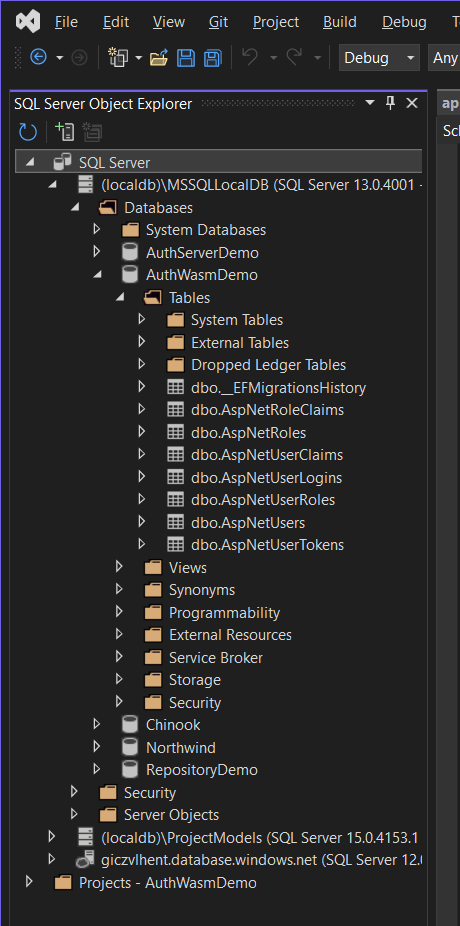 File Edit View Git Project Build Debug
Debug Any
SQL Server Object Explorer
ap
SQL Server
(localdb)\MSSQLLocalDB (SQL Server 13.0.4001 -
Databases
System Databases
AuthServerDemo
AuthWasmDemo
Tables
System Tables
External Tables
Dropped Ledger Tables
dbo.__EFMigrationsHistory
dbo.AspNetRoleClaims
dbo.AspNetRoles
dbo.AspNetUserClaims
dbo.AspNetUserLogins
dbo.AspNetUserRoles
dbo.AspNetUsers
dbo.AspNetUserTokens
Views
Synonyms
Programmability
External Resources
Service Broker
Storage
Security
Chinook
Northwind
RepositoryDemo
Security
Server Objects
(localdb)\ProjectModels (SQL Server 15.0.4153.1
giczvlhent.database.windows.net (SQL Server 12.
Projects - AuthWasmDemo